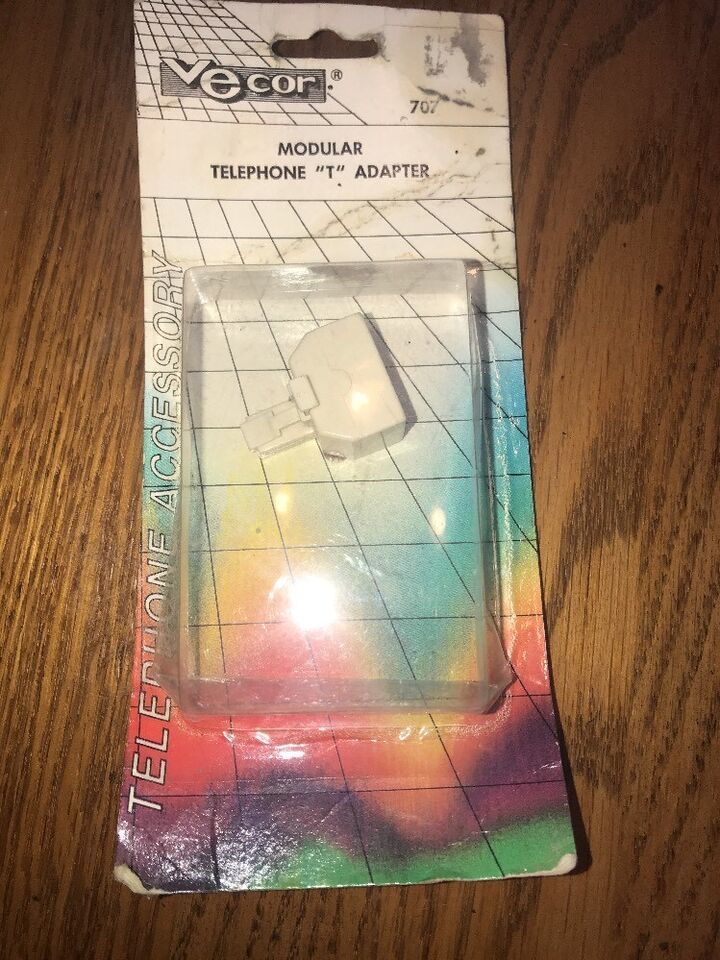 Vecor®
707
MODULAR
TELEPHONE "T" ADAPTER
TELEPHONE ACCESSORY